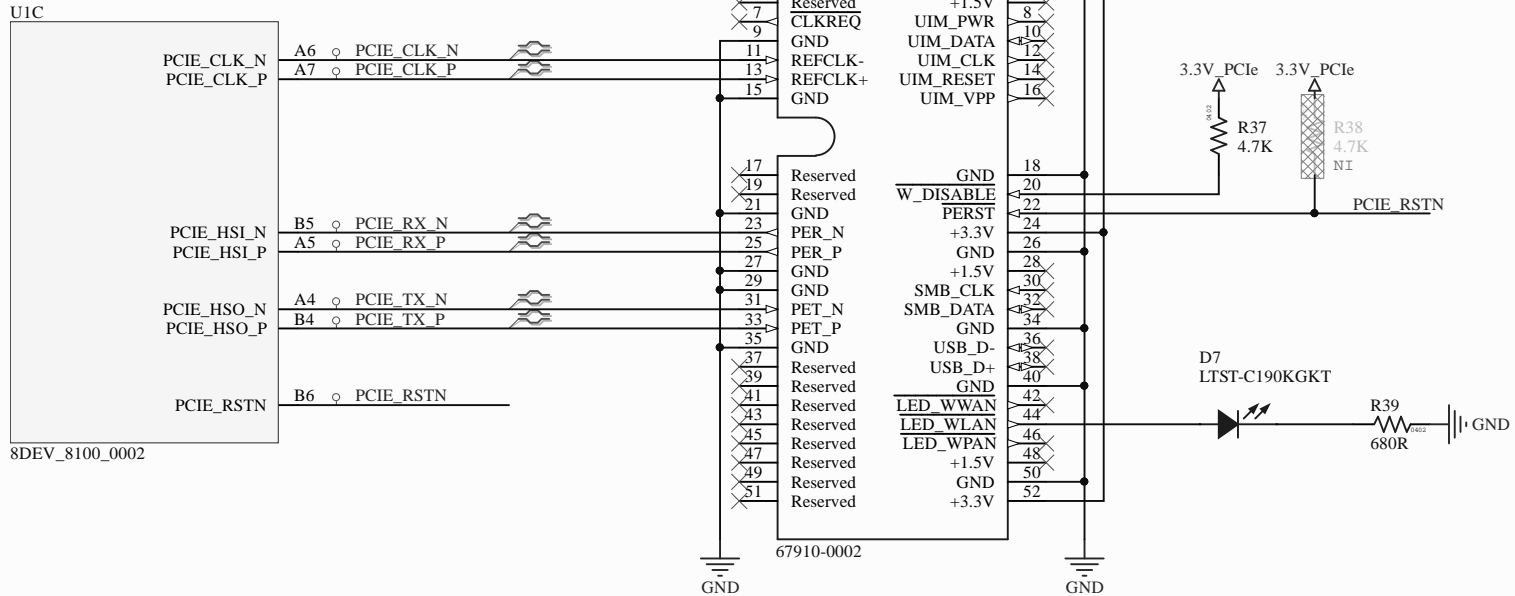 U1C
PCIE_CLK_N
PCIE_CLK_P
PCIE_HSI_N
PCIE_HSI_P
PCIE_HSO_N
PCIE_HSO_P
PCIE_RSTN
8DEV_8100_0002
A6 PCIE_CLK_N
A7 PCIE_CLK_P
B5 PCIE_RX_N
A5 PCIE_RX_P
A4 PCIE_TX_N
B4 PCIE_TX_P
B6 PCIE_RSTN
Reserved
7 CLKREQ
9 GND
11 REFCLK-
13 REFCLK+
15 GND
17 Reserved
19 Reserved
21 GND
23 PER_N
25 PER_P
27 GND
29 GND
31 PET_N
33 PET_P
35 GND
37 Reserved
39 Reserved
41 Reserved
43 Reserved
45 Reserved
47 Reserved
49 Reserved
51 Reserved
67910-0002
GND
+1.5V
UIM_PWR 8
UIM_DATA 10
UIM_CLK 12
UIM_RESET 14
UIM_VPP 16
GND 18
W_DISABLE 20
PERST 22
+3.3V 24
GND 26
+1.5V 28
SMB_CLK 30
SMB_DATA 32
GND 34
USB_D- 36
USB_D+ 38
GND 40
LED_WWAN 42
LED_WLAN 44
LED_WPAN 46
+1.5V 48
GND 50
+3.3V 52
GND
3.3V_PCIe 3.3V_PCIe
0402
R37
4.7K
R38
4.7K
NI
PCIE_RSTN
D7
LTST-C190KGKT
R39
0402
680R
GND